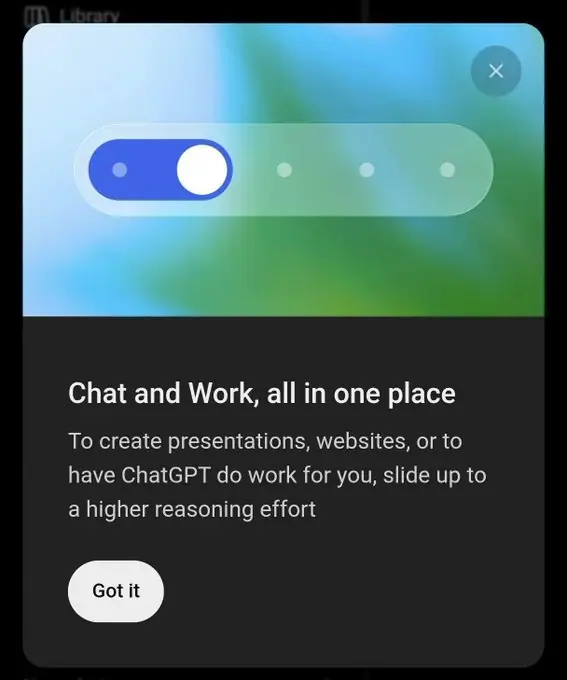 Library
Chat and Work, all in one place
To create presentations, websites, or to
have ChatGPT do work for you, slide up to
a higher reasoning effort
Got it